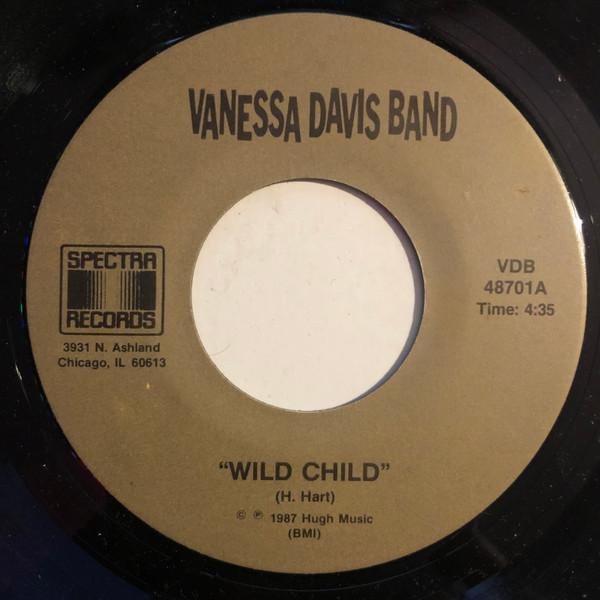 VANESSA DAVIS BAND
SPECTRA
RECORDS
3931 N. Ashland
Chicago, IL 60613
VDB
48701A
Time: 4:35
"WILD CHILD"
(H. Hart)
© ℗ 1987 Hugh Music
(BMI)